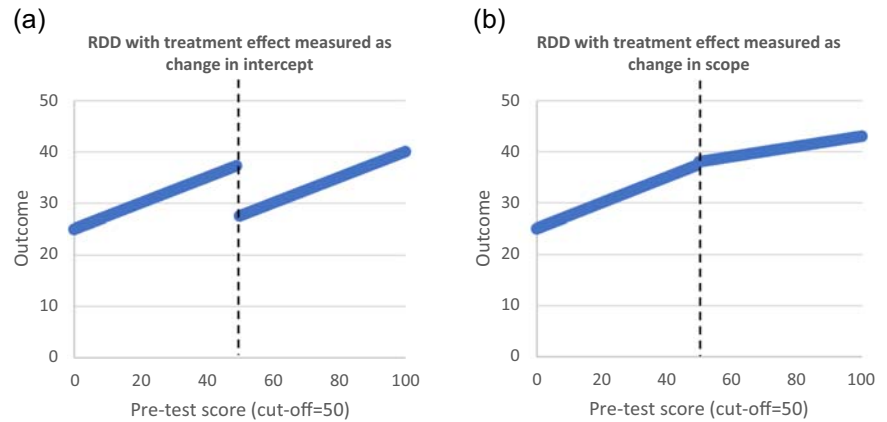 (a)
RDD with treatment effect measured as
change in intercept
50
40
30
20
10
0
Outcome
0 20 40 60 80 100
Pre-test score (cut-off=50)
(b)
RDD with treatment effect measured as
change in scope
50
40
30
20
10
0
Outcome
0 20 40 60 80 100
Pre-test score (cut-off=50)